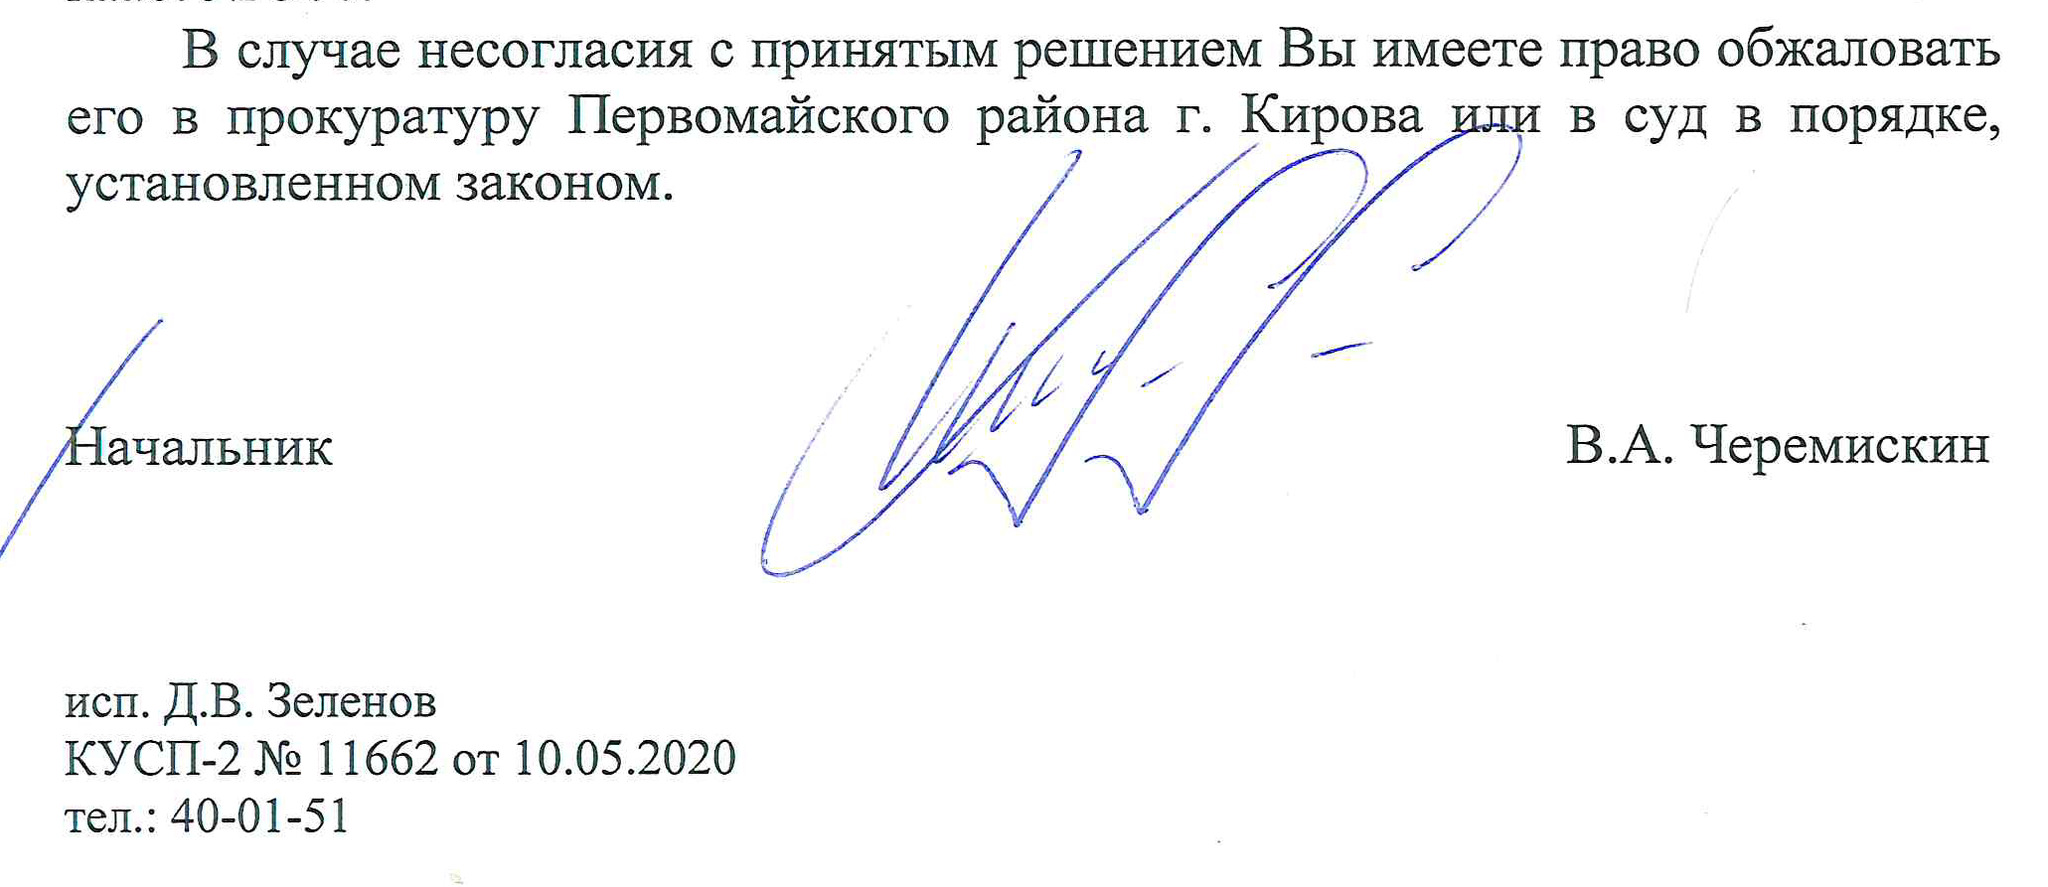 В случае несогласия с принятым решением Вы имеете право обжаловать
его в прокуратуру Первомайского района г. Кирова или в суд в порядке,
установленном законом.
Начальник В.А. Черемискин
исп. Д.В. Зеленов
КУСП-2 № 11662 от 10.05.2020
тел.: 40-01-51